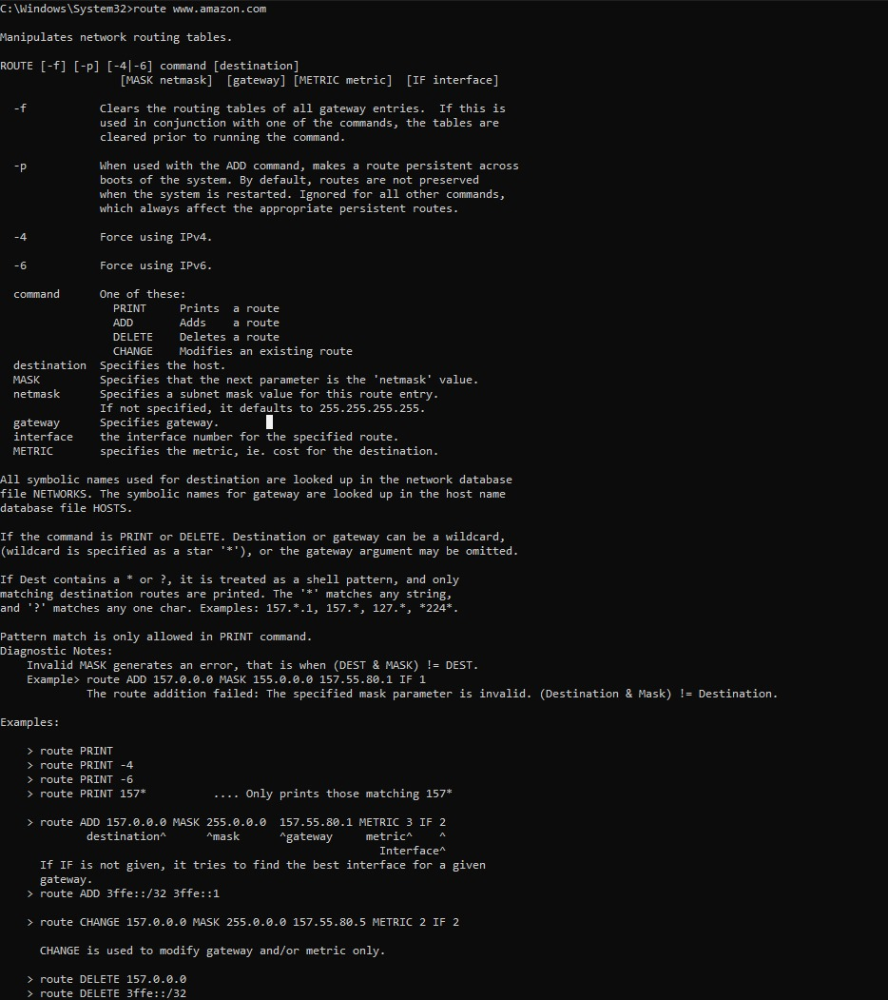 C:\Windows\System32>route www.amazon.com
Manipulates network routing tables.
ROUTE [-f] [-p] [-4|-6] command [destination]
                  [MASK netmask]  [gateway] [METRIC metric]  [IF interface]
  -f           Clears the routing tables of all gateway entries.  If this is
               used in conjunction with one of the commands, the tables are
               cleared prior to running the command.
  -p           When used with the ADD command, makes a route persistent across
               boots of the system. By default, routes are not preserved
               when the system is restarted. Ignored for all other commands,
               which always affect the appropriate persistent routes.
  -4           Force using IPv4.
  -6           Force using IPv6.
  command      One of these:
                 PRINT     Prints  a route
                 ADD       Adds    a route
                 DELETE    Deletes a route
                 CHANGE    Modifies an existing route
  destination  Specifies the host.
  MASK         Specifies that the next parameter is the 'netmask' value.
  netmask      Specifies a subnet mask value for this route entry.
               If not specified, it defaults to 255.255.255.255.
  gateway      Specifies gateway.
  interface    the interface number for the specified route.
  METRIC       specifies the metric, ie. cost for the destination.
All symbolic names used for destination are looked up in the network database
file NETWORKS. The symbolic names for gateway are looked up in the host name
database file HOSTS.
If the command is PRINT or DELETE. Destination or gateway can be a wildcard,
(wildcard is specified as a star '*'), or the gateway argument may be omitted.
If Dest contains a * or ?, it is treated as a shell pattern, and only
matching destination routes are printed. The '*' matches any string,
and '?' matches any one char. Examples: 157.*.1, 157.*, 127.*, *224*.
Pattern match is only allowed in PRINT command.
Diagnostic Notes:
    Invalid MASK generates an error, that is when (DEST & MASK) != DEST.
    Example> route ADD 157.0.0.0 MASK 155.0.0.0 157.55.80.1 IF 1
             The route addition failed: The specified mask parameter is invalid. (Destination & Mask) != Destination.
Examples:
    > route PRINT
    > route PRINT -4
    > route PRINT -6
    > route PRINT 157*          .... Only prints those matching 157*
    > route ADD 157.0.0.0 MASK 255.0.0.0  157.55.80.1 METRIC 3 IF 2
             destination^      ^mask      ^gateway     metric^    ^
                                                         Interface^
      If IF is not given, it tries to find the best interface for a given
      gateway.
    > route ADD 3ffe::/32 3ffe::1
    > route CHANGE 157.0.0.0 MASK 255.0.0.0 157.55.80.5 METRIC 2 IF 2
      CHANGE is used to modify gateway and/or metric only.
    > route DELETE 157.0.0.0
    > route DELETE 3ffe::/32